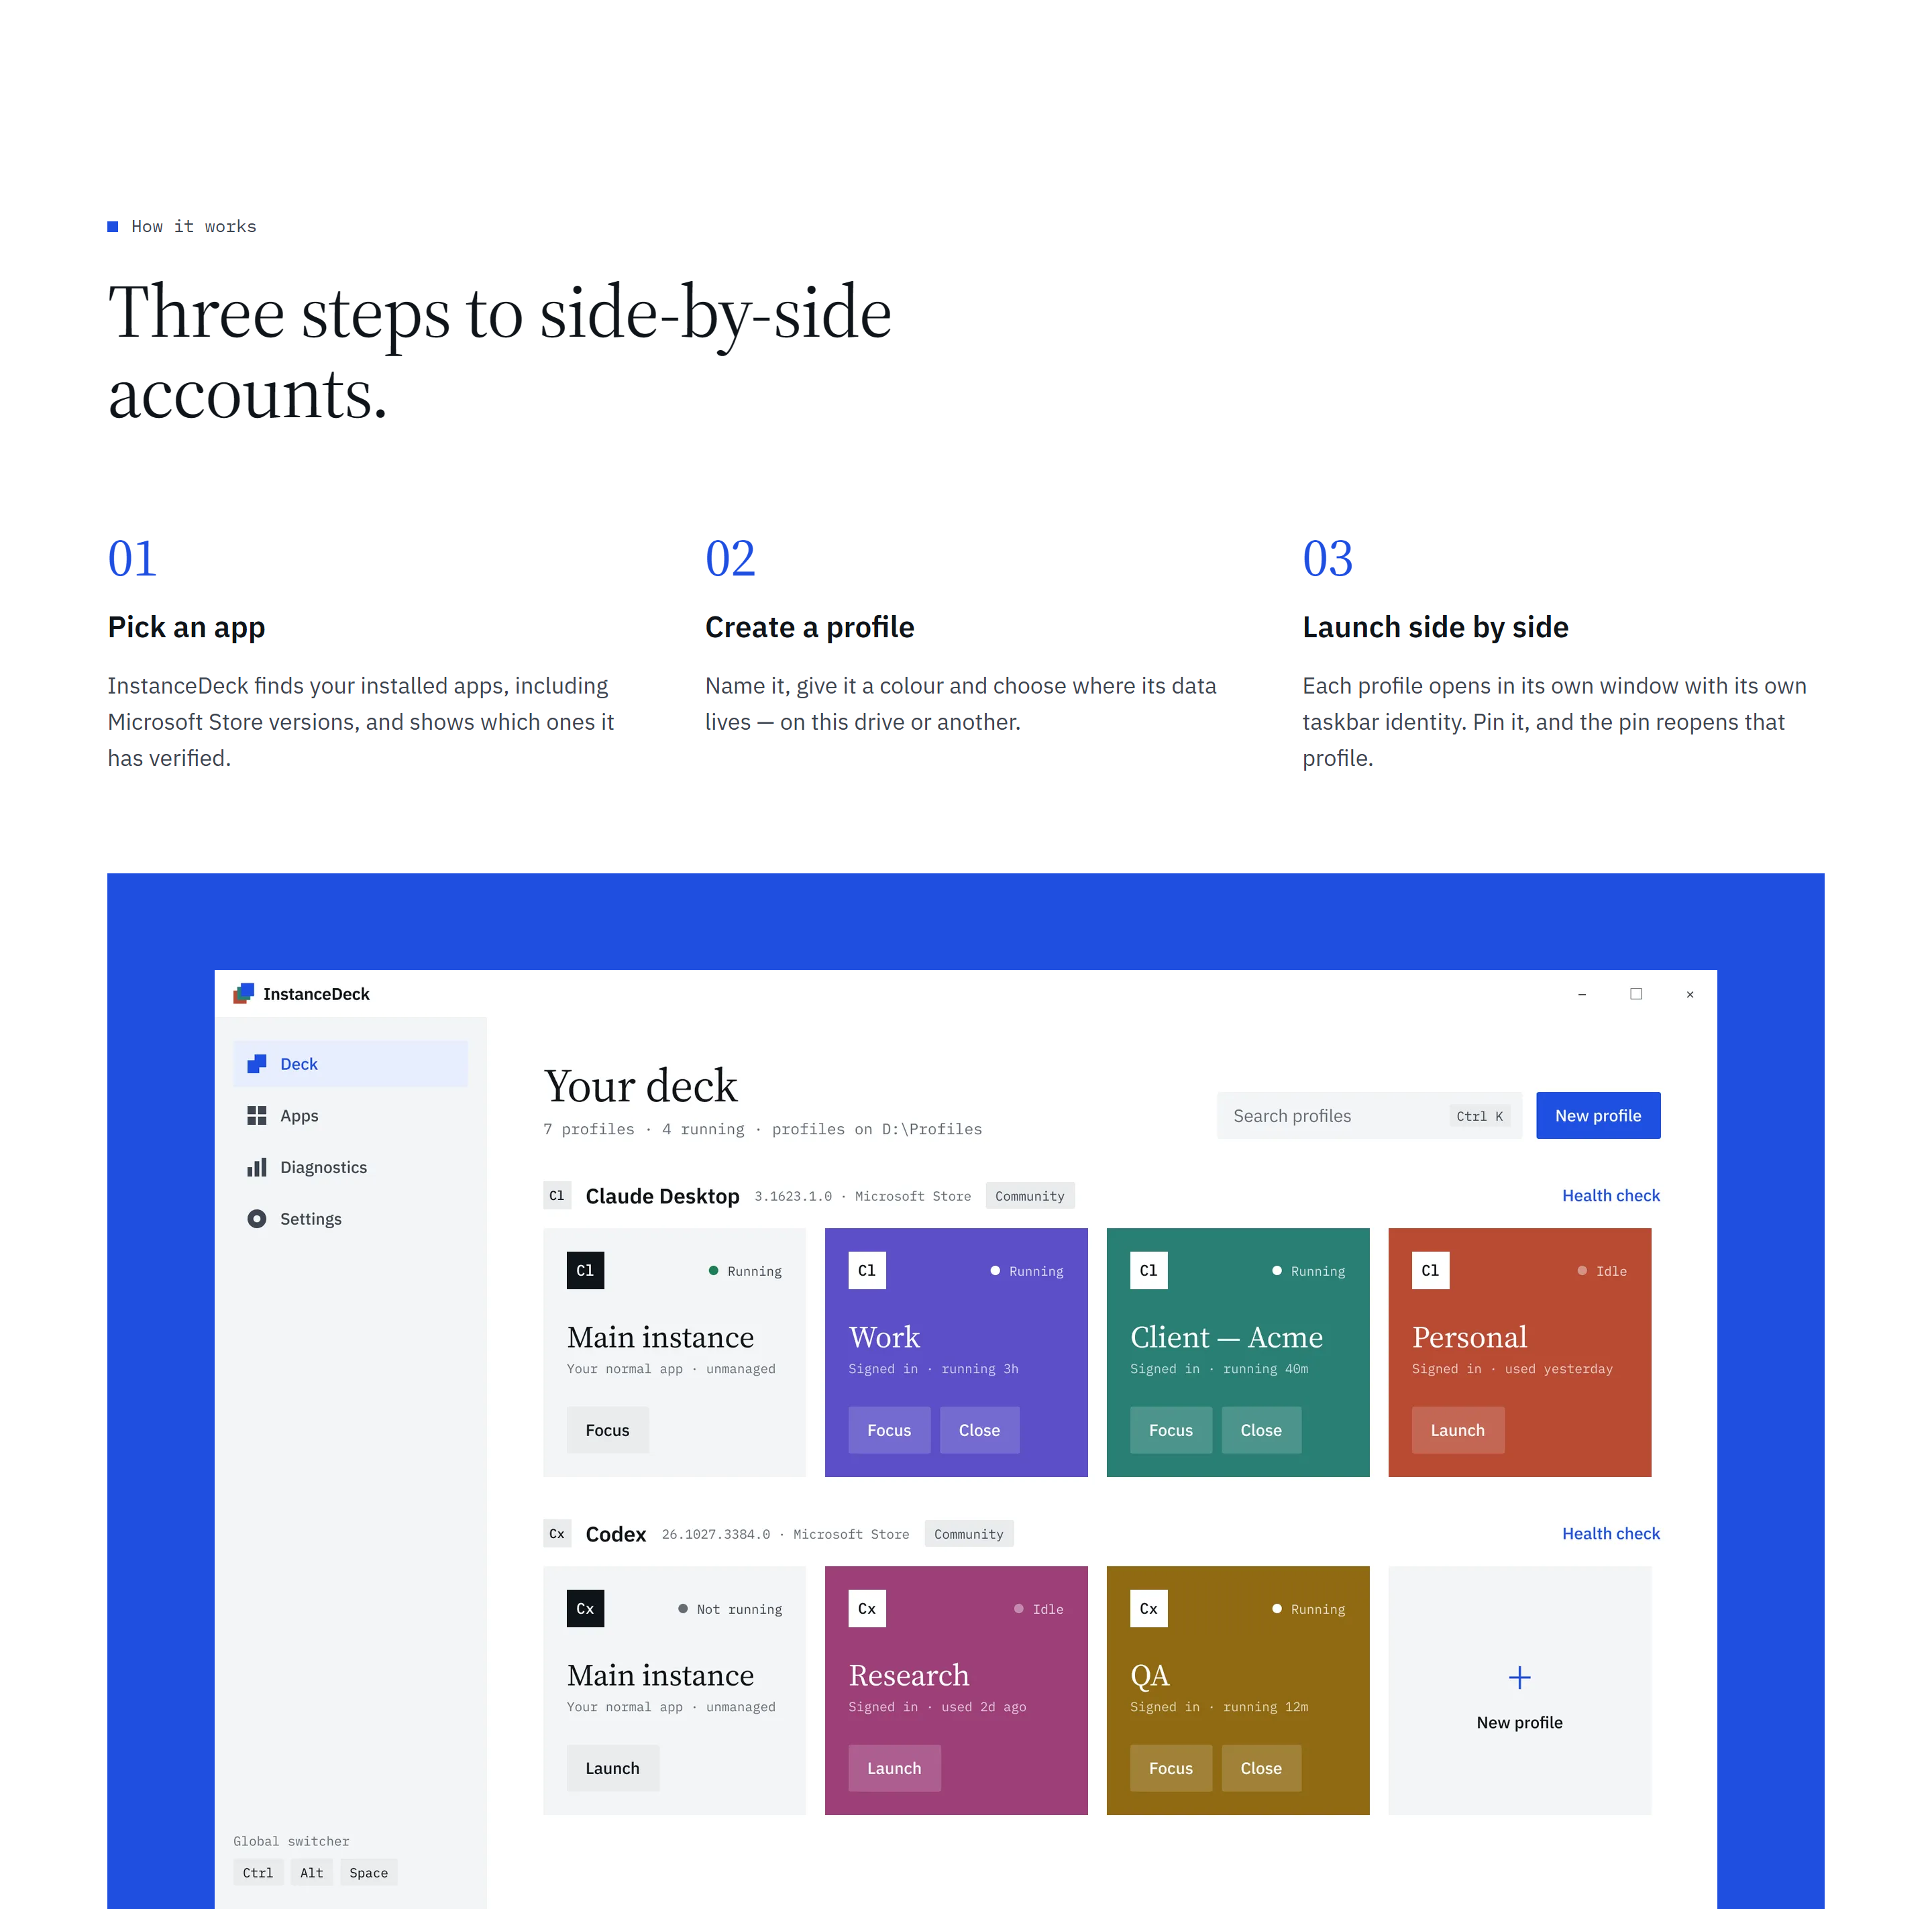 How it works
Three steps to side-by-side
accounts.
01
Pick an app
InstanceDeck finds your installed apps, including
Microsoft Store versions, and shows which ones it
has verified.
02
Create a profile
Name it, give it a colour and choose where its data
lives — on this drive or another.
03
Launch side by side
Each profile opens in its own window with its own
taskbar identity. Pin it, and the pin reopens that
profile.
InstanceDeck
Deck
Apps
Diagnostics
Settings
Global switcher
Ctrl Alt Space
Your deck
7 profiles · 4 running · profiles on D:\Profiles
Search profiles Ctrl K
New profile
Cl Claude Desktop 3.1623.1.0 · Microsoft Store Community
Health check
Cl Running
Main instance
Your normal app · unmanaged
Focus
Cl Running
Work
Signed in · running 3h
Focus Close
Cl Running
Client — Acme
Signed in · running 40m
Focus Close
Cl Idle
Personal
Signed in · used yesterday
Launch
Cx Codex 26.1027.3384.0 · Microsoft Store Community
Health check
Cx Not running
Main instance
Your normal app · unmanaged
Launch
Cx Idle
Research
Signed in · used 2d ago
Launch
Cx Running
QA
Signed in · running 12m
Focus Close
+
New profile